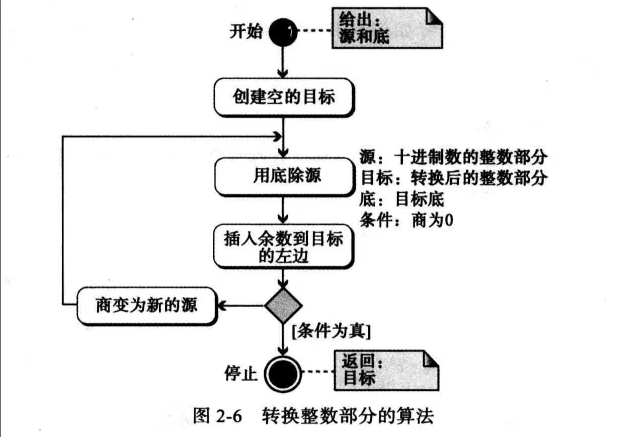 给出：
源和底
开始
创建空的目标
用底除源
源：十进制数的整数部分
目标：转换后的整数部分
底：目标底
条件：商为0
插入余数到目标
的左边
商变为新的源
[条件为真]
停止
返回：
目标
图 2-6 转换整数部分的算法